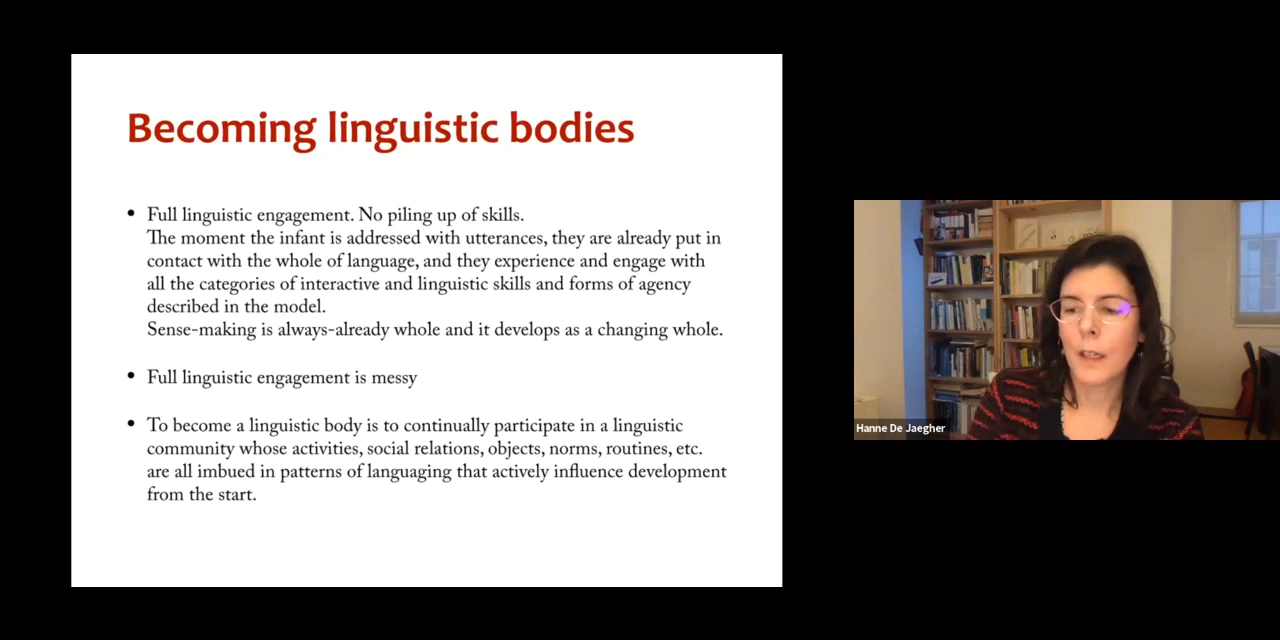 Becoming linguistic bodies
• Full linguistic engagement. No piling up of skills.
The moment the infant is addressed with utterances, they are already put in
contact with the whole of language, and they experience and engage with
all the categories of interactive and linguistic skills and forms of agency
described in the model.
Sense-making is always-already whole and it develops as a changing whole.
• Full linguistic engagement is messy
• To become a linguistic body is to continually participate in a linguistic
community whose activities, social relations, objects, norms, routines, etc.
are all imbued in patterns of languaging that actively influence development
from the start.
Hanne De Jaegher